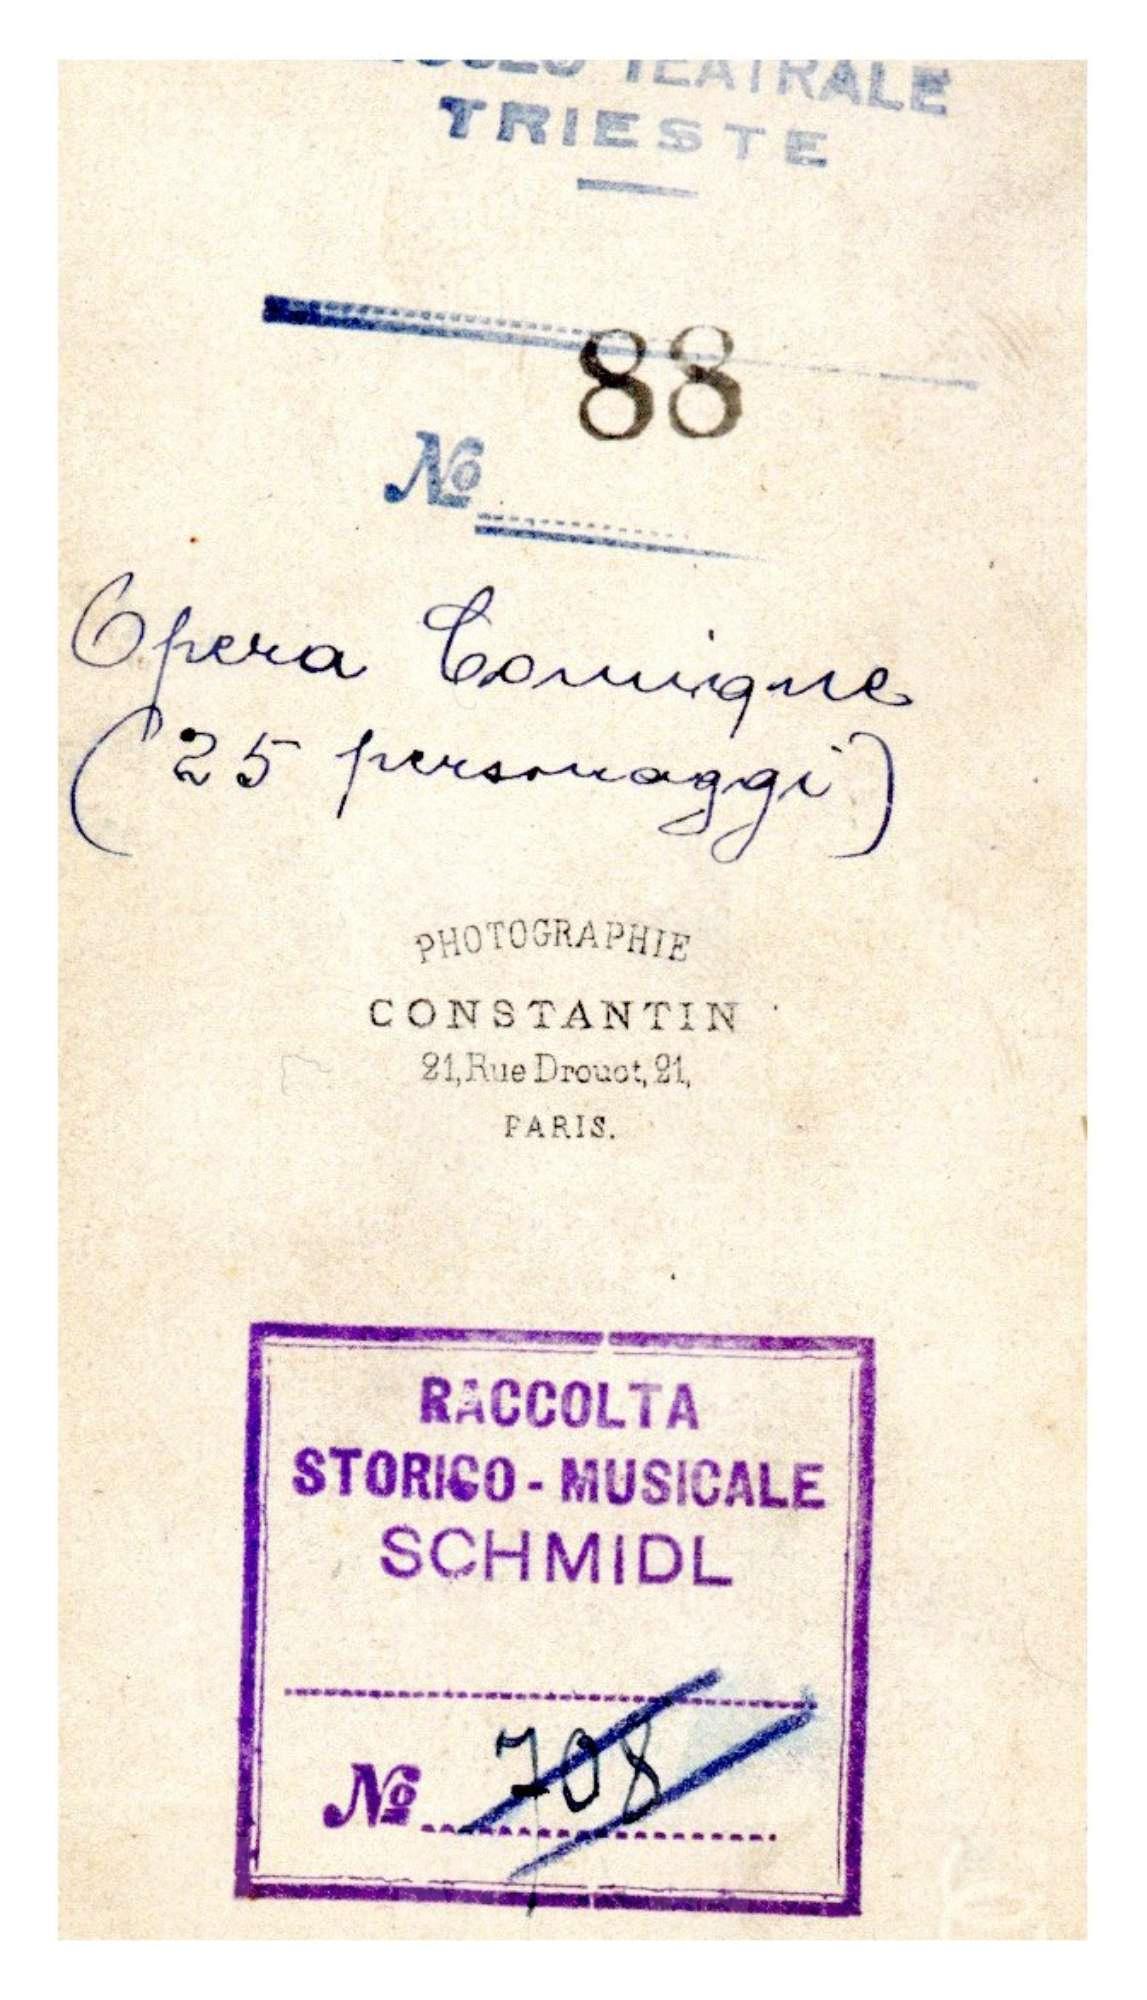 TEATRALE
TRIESTE
88
No
Opera Comique
(25 personaggi)
PHOTOGRAPHIE
CONSTANTIN
21, Rue Drouot, 21,
PARIS.
RACCOLTA
STORICO - MUSICALE
SCHMIDL
No 708